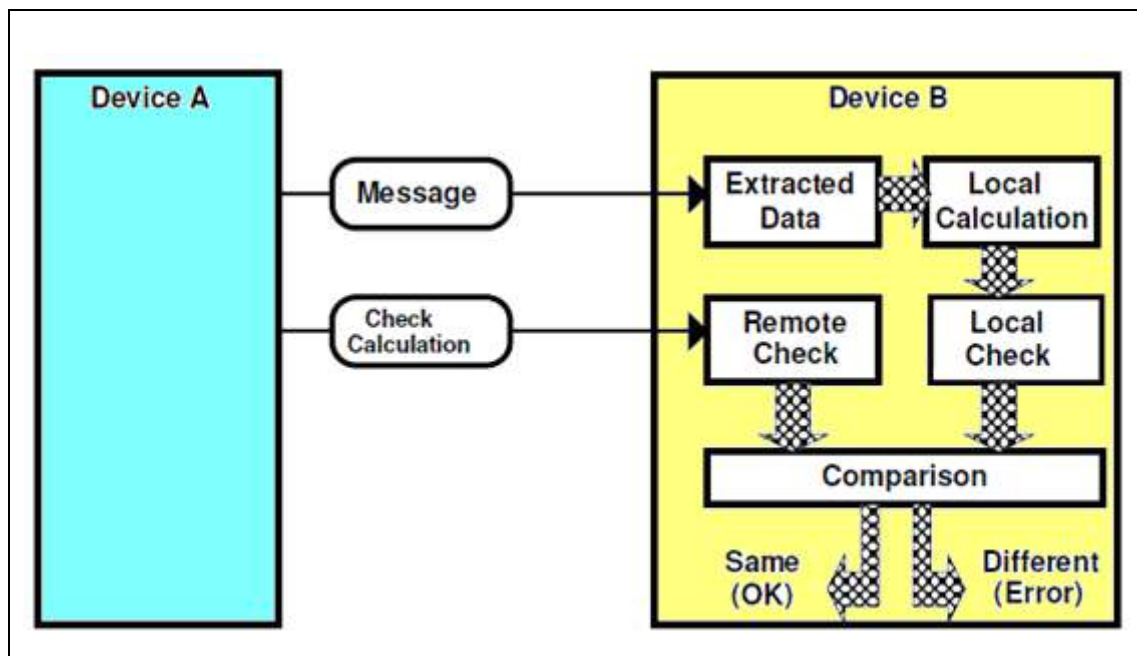 Device A
Device B
Message
Extracted
Data
Local
Calculation
Check
Calculation
Remote
Check
Local
Check
Comparison
Same
(OK)
Different
(Error)